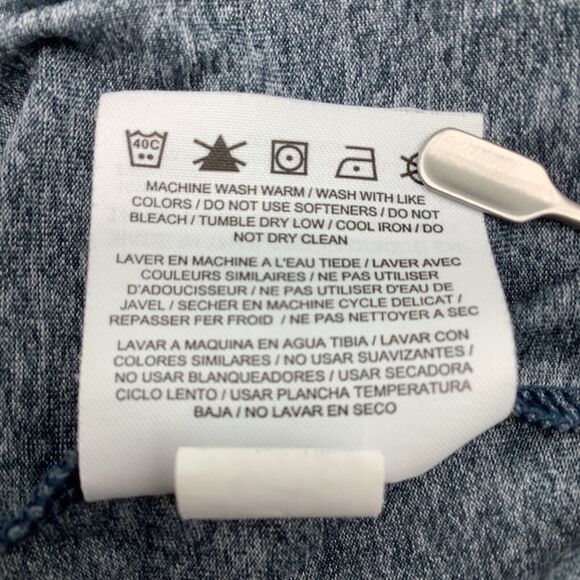 40C
MACHINE WASH WARM / WASH WITH LIKE
COLORS / DO NOT USE SOFTENERS / DO NOT
BLEACH / TUMBLE DRY LOW / COOL IRON / DO
NOT DRY CLEAN
LAVER EN MACHINE A L'EAU TIEDE / LAVER AVEC
COULEURS SIMILAIRES / NE PAS UTILISER
D'ADOUCISSEUR / NE PAS UTILISER D'EAU DE
JAVEL / SECHER EN MACHINE CYCLE DELICAT /
REPASSER FER FROID / NE PAS NETTOYER A SEC
LAVAR A MAQUINA EN AGUA TIBIA / LAVAR CON
COLORES SIMILARES / NO USAR SUAVIZANTES /
NO USAR BLANQUEADORES / USAR SECADORA
CICLO LENTO / USAR PLANCHA TEMPERATURA
BAJA / NO LAVAR EN SECO